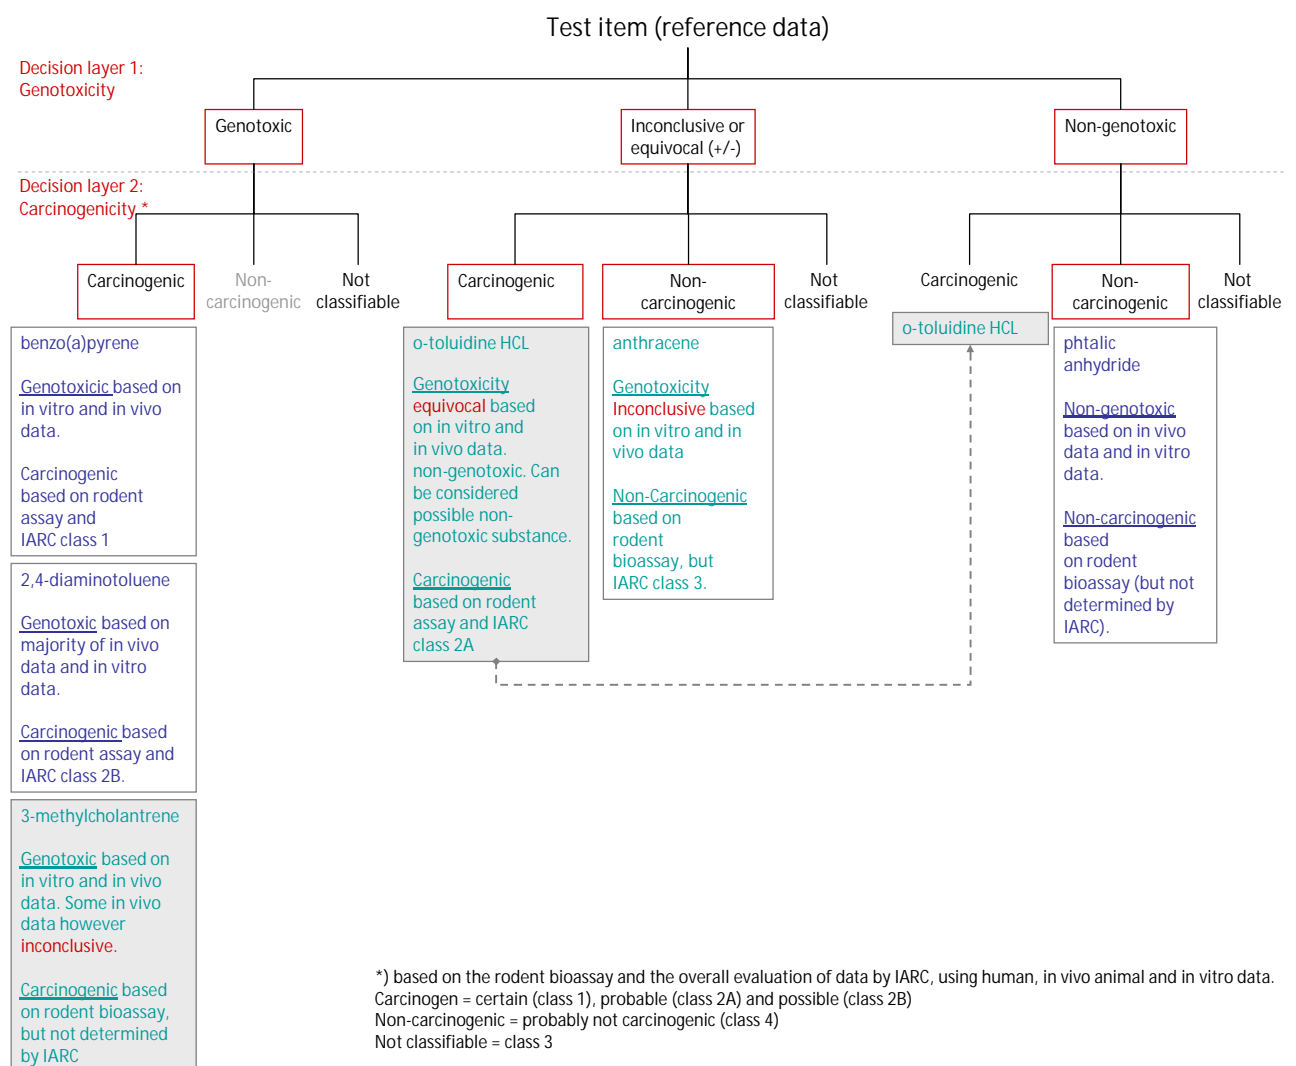 Test item (reference data)
Decision layer 1:
Genotoxicity
Genotoxic
Inconclusive or
equivocal (+/-)
Non-genotoxic
Decision layer 2:
Carcinogenicity *
Carcinogenic
Non-
carcinogenic
Not
classifiable
Carcinogenic
Non-
carcinogenic
Not
classifiable
Carcinogenic
Non-
carcinogenic
Not
classifiable
benzo(a)pyrene
Genotoxicic based on
in vitro and in vivo
data.
Carcinogenic
based on rodent
assay and
IARC class 1
2,4-diaminotoluene
Genotoxic based on
majority of in vivo
data and in vitro
data.
Carcinogenic based
on rodent assay and
IARC class 2B.
3-methylcholantrene
Genotoxic based on
in vitro and in vivo
data. Some in vivo
data however
inconclusive.
Carcinogenic based
on rodent bioassay,
but not determined
by IARC
o-toluidine HCL
Genotoxicity
equivocal based
on in vitro and
in vivo data.
non-genotoxic. Can
be considered
possible non-
genotoxic substance.
Carcinogenic
based on rodent
assay and IARC
class 2A
anthracene
Genotoxicity
Inconclusive based
on in vitro and in
vivo data
Non-Carcinogenic
based on
rodent
bioassay, but
IARC class 3.
o-toluidine HCL
phtalic
anhydride
Non-genotoxic
based on in vivo
data and in vitro
data.
Non-carcinogenic
based
on rodent
bioassay (but not
determined by
IARC).
*) based on the rodent bioassay and the overall evaluation of data by IARC, using human, in vivo animal and in vitro data.
Carcinogen = certain (class 1), probable (class 2A) and possible (class 2B)
Non-carcinogenic = probably not carcinogenic (class 4)
Not classifiable = class 3